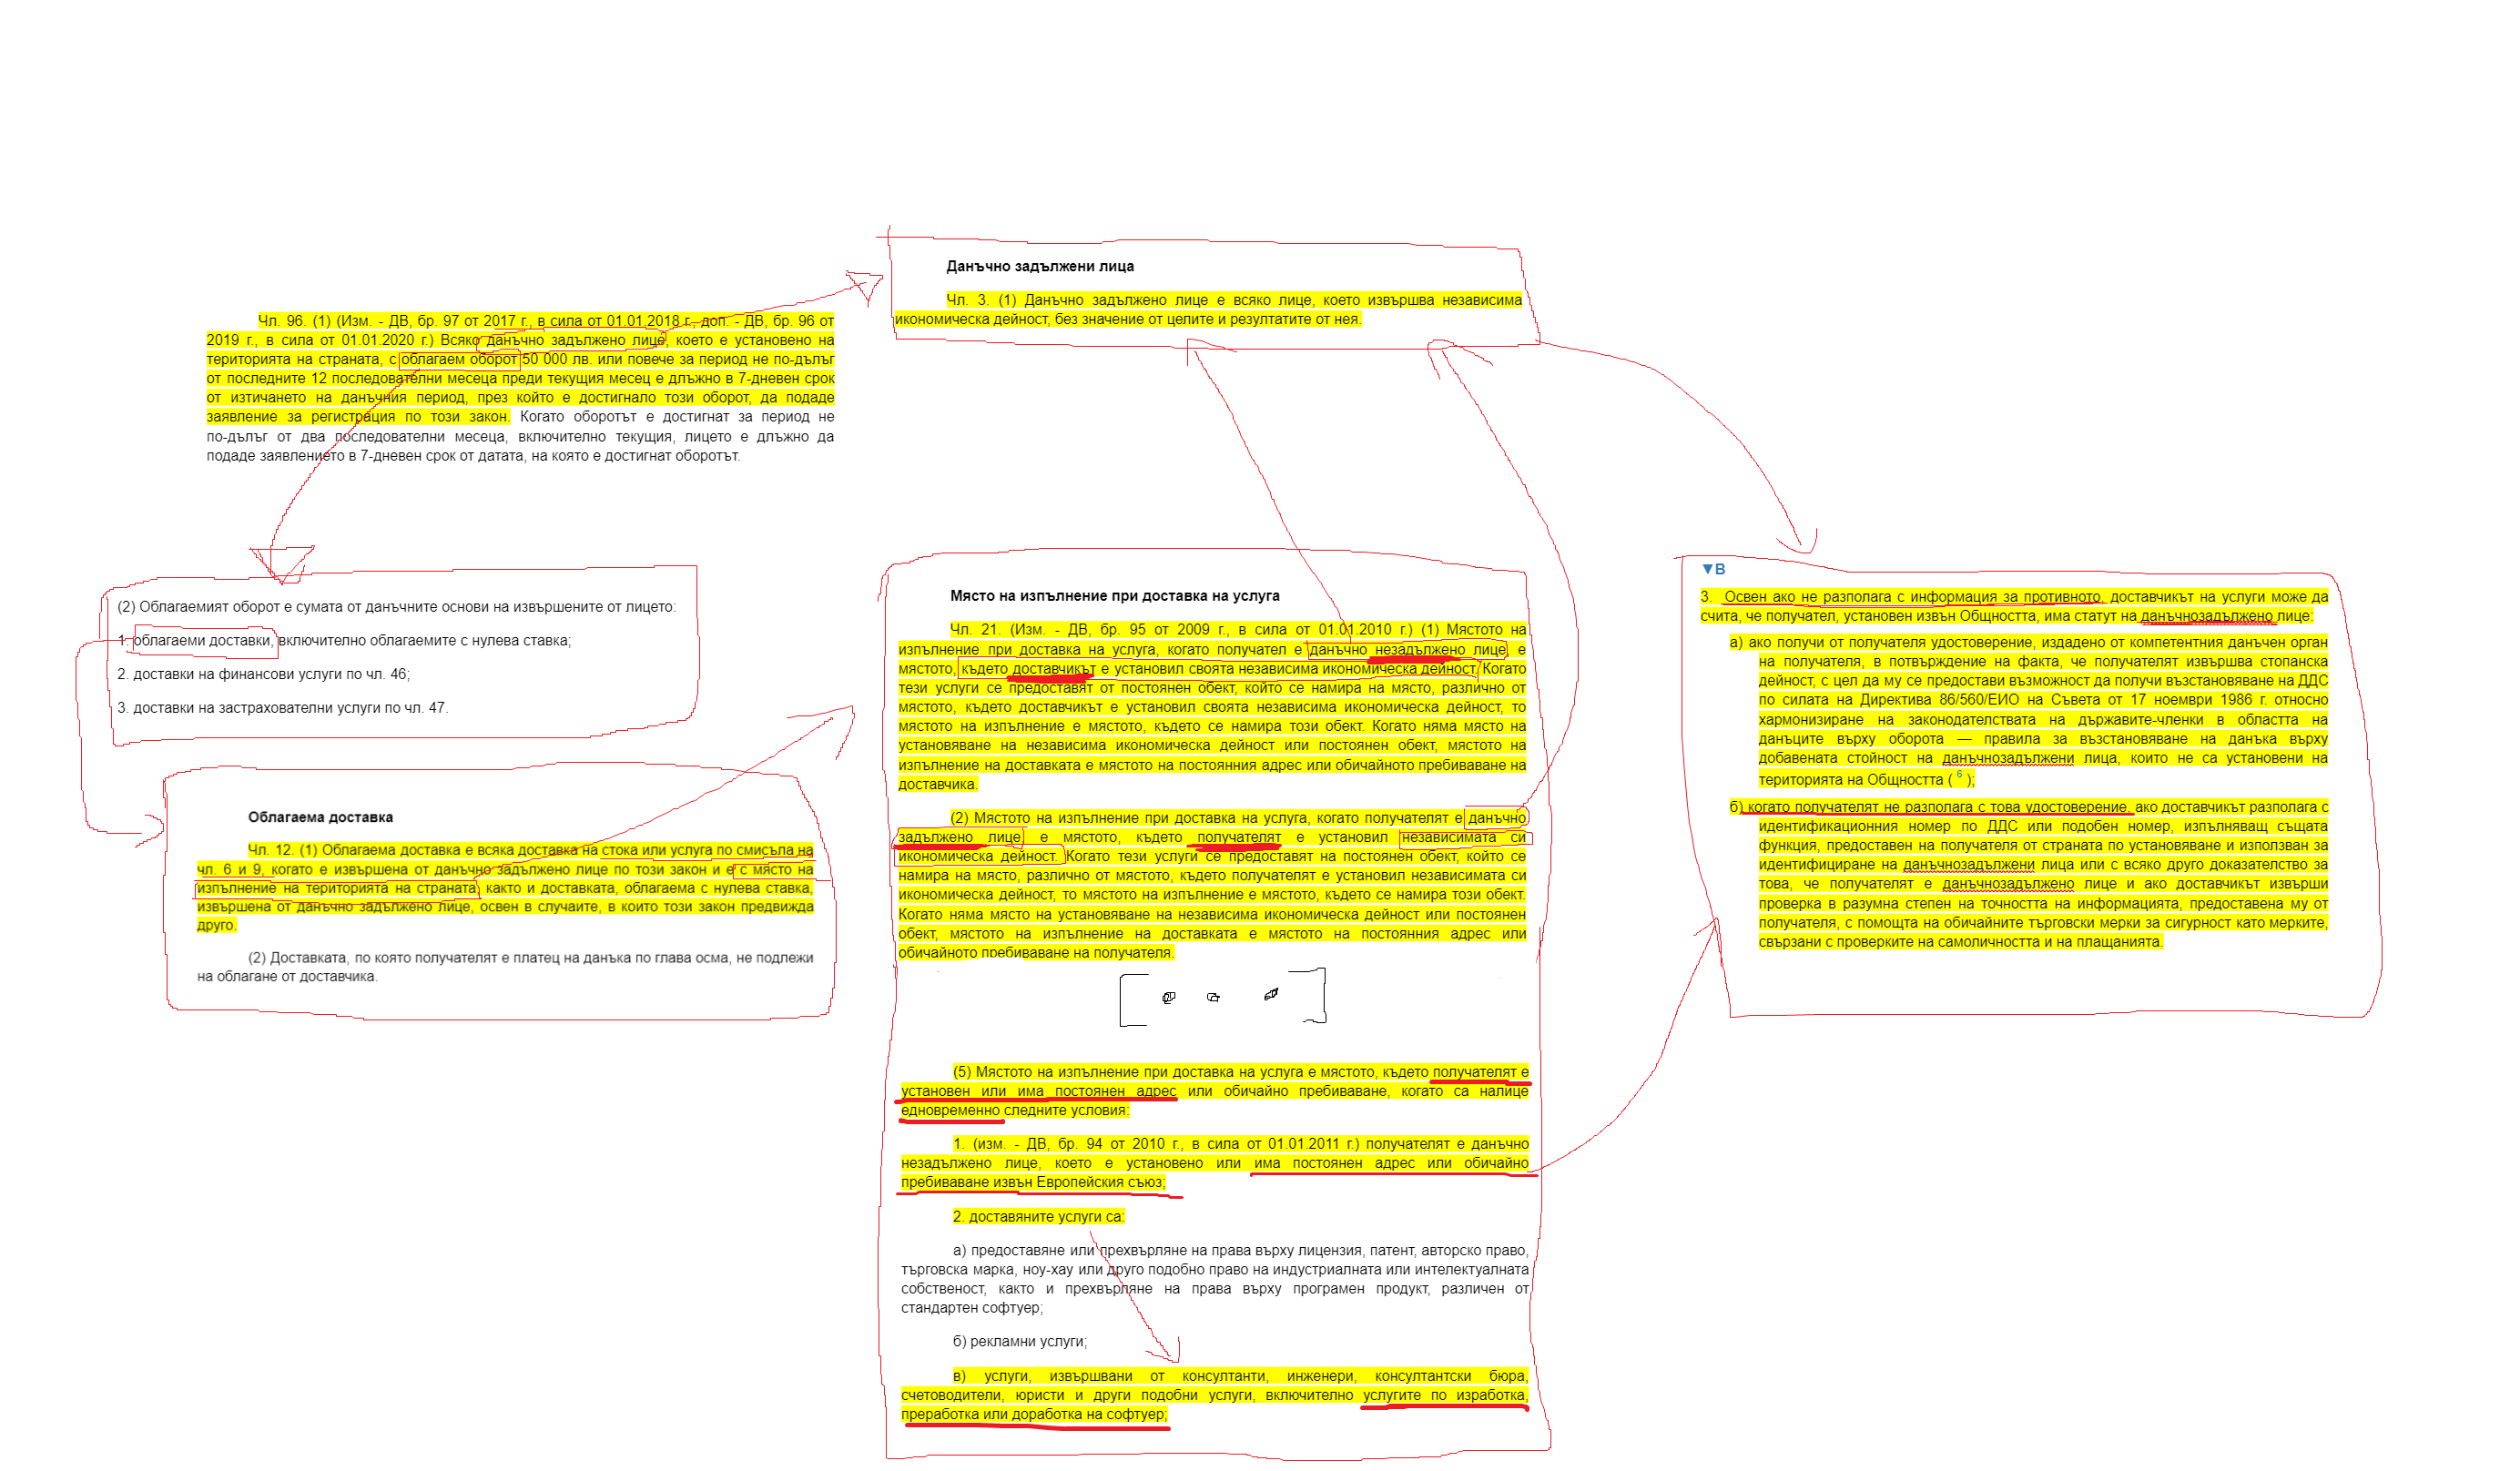 Данъчно задължени лица
Чл. 3. (1) Данъчно задължено лице е всяко лице, което извършва независима
икономическа дейност, без значение от целите и резултатите от нея.
Чл. 96. (1) (Изм. - ДВ, бр. 97 от 2017 г., в сила от 01.01.2018 г., доп. - ДВ, бр. 96 от
2019 г., в сила от 01.01.2020 г.) Всяко данъчно задължено лице, което е установено на
територията на страната, с облагаем оборот 50 000 лв. или повече за период не по-дълъг
от последните 12 последователни месеца преди текущия месец е длъжно в 7-дневен срок
от изтичането на данъчния период, през който е достигнало този оборот, да подаде
заявление за регистрация по този закон. Когато оборотът е достигнат за период не
по-дълъг от два последователни месеца, включително текущия, лицето е длъжно да
подаде заявлението в 7-дневен срок от датата, на която е достигнат оборотът.
(2) Облагаемият оборот е сумата от данъчните основи на извършените от лицето:
1. облагаеми доставки, включително облагаемите с нулева ставка;
2. доставки на финансови услуги по чл. 46;
3. доставки на застрахователни услуги по чл. 47.
Облагаема доставка
Чл. 12. (1) Облагаема доставка е всяка доставка на стока или услуга по смисъла на
чл. 6 и 9, когато е извършена от данъчно задължено лице по този закон и е с място на
изпълнение на територията на страната, както и доставката, облагаема с нулева ставка,
извършена от данъчно задължено лице, освен в случаите, в които този закон предвижда
друго.
(2) Доставката, по която получателят е платец на данъка по глава осма, не подлежи
на облагане от доставчика.
Място на изпълнение при доставка на услуга
Чл. 21. (Изм. - ДВ, бр. 95 от 2009 г., в сила от 01.01.2010 г.) (1) Мястото на
изпълнение при доставка на услуга, когато получател е данъчно незадължено лице, е
мястото, където доставчикът е установил своята независима икономическа дейност. Когато
тези услуги се предоставят от постоянен обект, който се намира на място, различно от
мястото, където доставчикът е установил своята независима икономическа дейност, то
мястото на изпълнение е мястото, където се намира този обект. Когато няма място на
установяване на независима икономическа дейност или постоянен обект, мястото на
изпълнение на доставката е мястото на постоянния адрес или обичайното пребиваване на
доставчика.
(2) Мястото на изпълнение при доставка на услуга, когато получателят е данъчно
задължено лице, е мястото, където получателят е установил независимата си
икономическа дейност. Когато тези услуги се предоставят на постоянен обект, който се
намира на място, различно от мястото, където получателят е установил независимата си
икономическа дейност, то мястото на изпълнение е мястото, където се намира този обект.
Когато няма място на установяване на независима икономическа дейност или постоянен
обект, мястото на изпълнение на доставката е мястото на постоянния адрес или
обичайното пребиваване на получателя.
(5) Мястото на изпълнение при доставка на услуга е мястото, където получателят е
установен или има постоянен адрес или обичайно пребиваване, когато са налице
едновременно следните условия:
1. (изм. - ДВ, бр. 94 от 2010 г., в сила от 01.01.2011 г.) получателят е данъчно
незадължено лице, което е установено или има постоянен адрес или обичайно
пребиваване извън Европейския съюз;
2. доставяните услуги са:
а) предоставяне или прехвърляне на права върху лицензия, патент, авторско право,
търговска марка, ноу-хау или друго подобно право на индустриалната или интелектуалната
собственост, както и прехвърляне на права върху програмен продукт, различен от
стандартен софтуер;
б) рекламни услуги;
в) услуги, извършвани от консултанти, инженери, консултантски бюра,
счетоводители, юристи и други подобни услуги, включително услугите по изработка,
преработка или доработка на софтуер;
▼B
3. Освен ако не разполага с информация за противното, доставчикът на услуги може да
счита, че получател, установен извън Общността, има статут на данъчнозадължено лице:
а) ако получи от получателя удостоверение, издадено от компетентния данъчен орган
на получателя, в потвърждение на факта, че получателят извършва стопанска
дейност, с цел да му се предостави възможност да получи възстановяване на ДДС
по силата на Директива 86/560/ЕИО на Съвета от 17 ноември 1986 г. относно
хармонизиране на законодателствата на държавите-членки в областта на
данъците върху оборота — правила за възстановяване на данъка върху
добавената стойност на данъчнозадължени лица, които не са установени на
територията на Общността ( 6 );
б) когато получателят не разполага с това удостоверение, ако доставчикът разполага с
идентификационния номер по ДДС или подобен номер, изпълняващ същата
функция, предоставен на получателя от страната по установяване и използван за
идентифициране на данъчнозадължени лица или с всяко друго доказателство за
това, че получателят е данъчнозадължено лице и ако доставчикът извърши
проверка в разумна степен на точността на информацията, предоставена му от
получателя, с помощта на обичайните търговски мерки за сигурност като мерките,
свързани с проверките на самоличността и на плащанията.